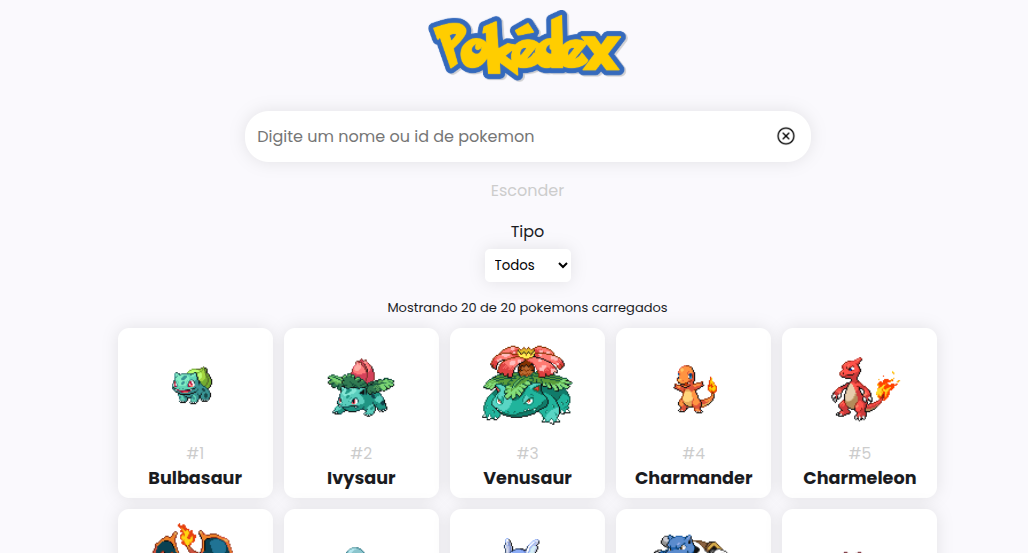 Pokédex
Digite um nome ou id de pokemon
Esconder
Tipo
Todos
Mostrando 20 de 20 pokemons carregados
#1 #2 #3 #4 #5
Bulbasaur Ivysaur Venusaur Charmander Charmeleon